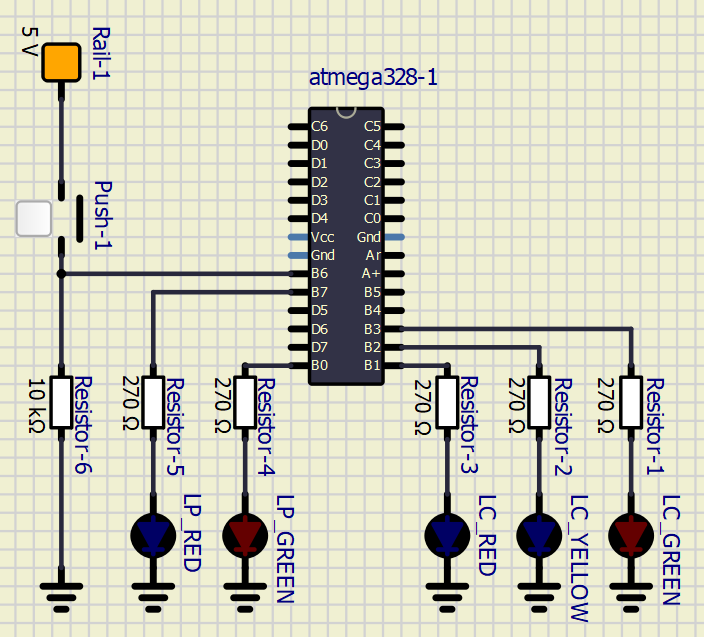 Rail-1
5 V
Push-1
atmega328-1
C6
D0
D1
D2
D3
D4
Vcc
Gnd
B6
B7
D5
D6
D7
B0
C5
C4
C3
C2
C1
C0
Gnd
Ar
A+
B5
B4
B3
B2
B1
Resistor-6
10 kΩ
Resistor-5
270 Ω
Resistor-4
270 Ω
Resistor-3
270 Ω
Resistor-2
270 Ω
Resistor-1
270 Ω
LP_RED
LP_GREEN
LC_RED
LC_YELLOW
LC_GREEN